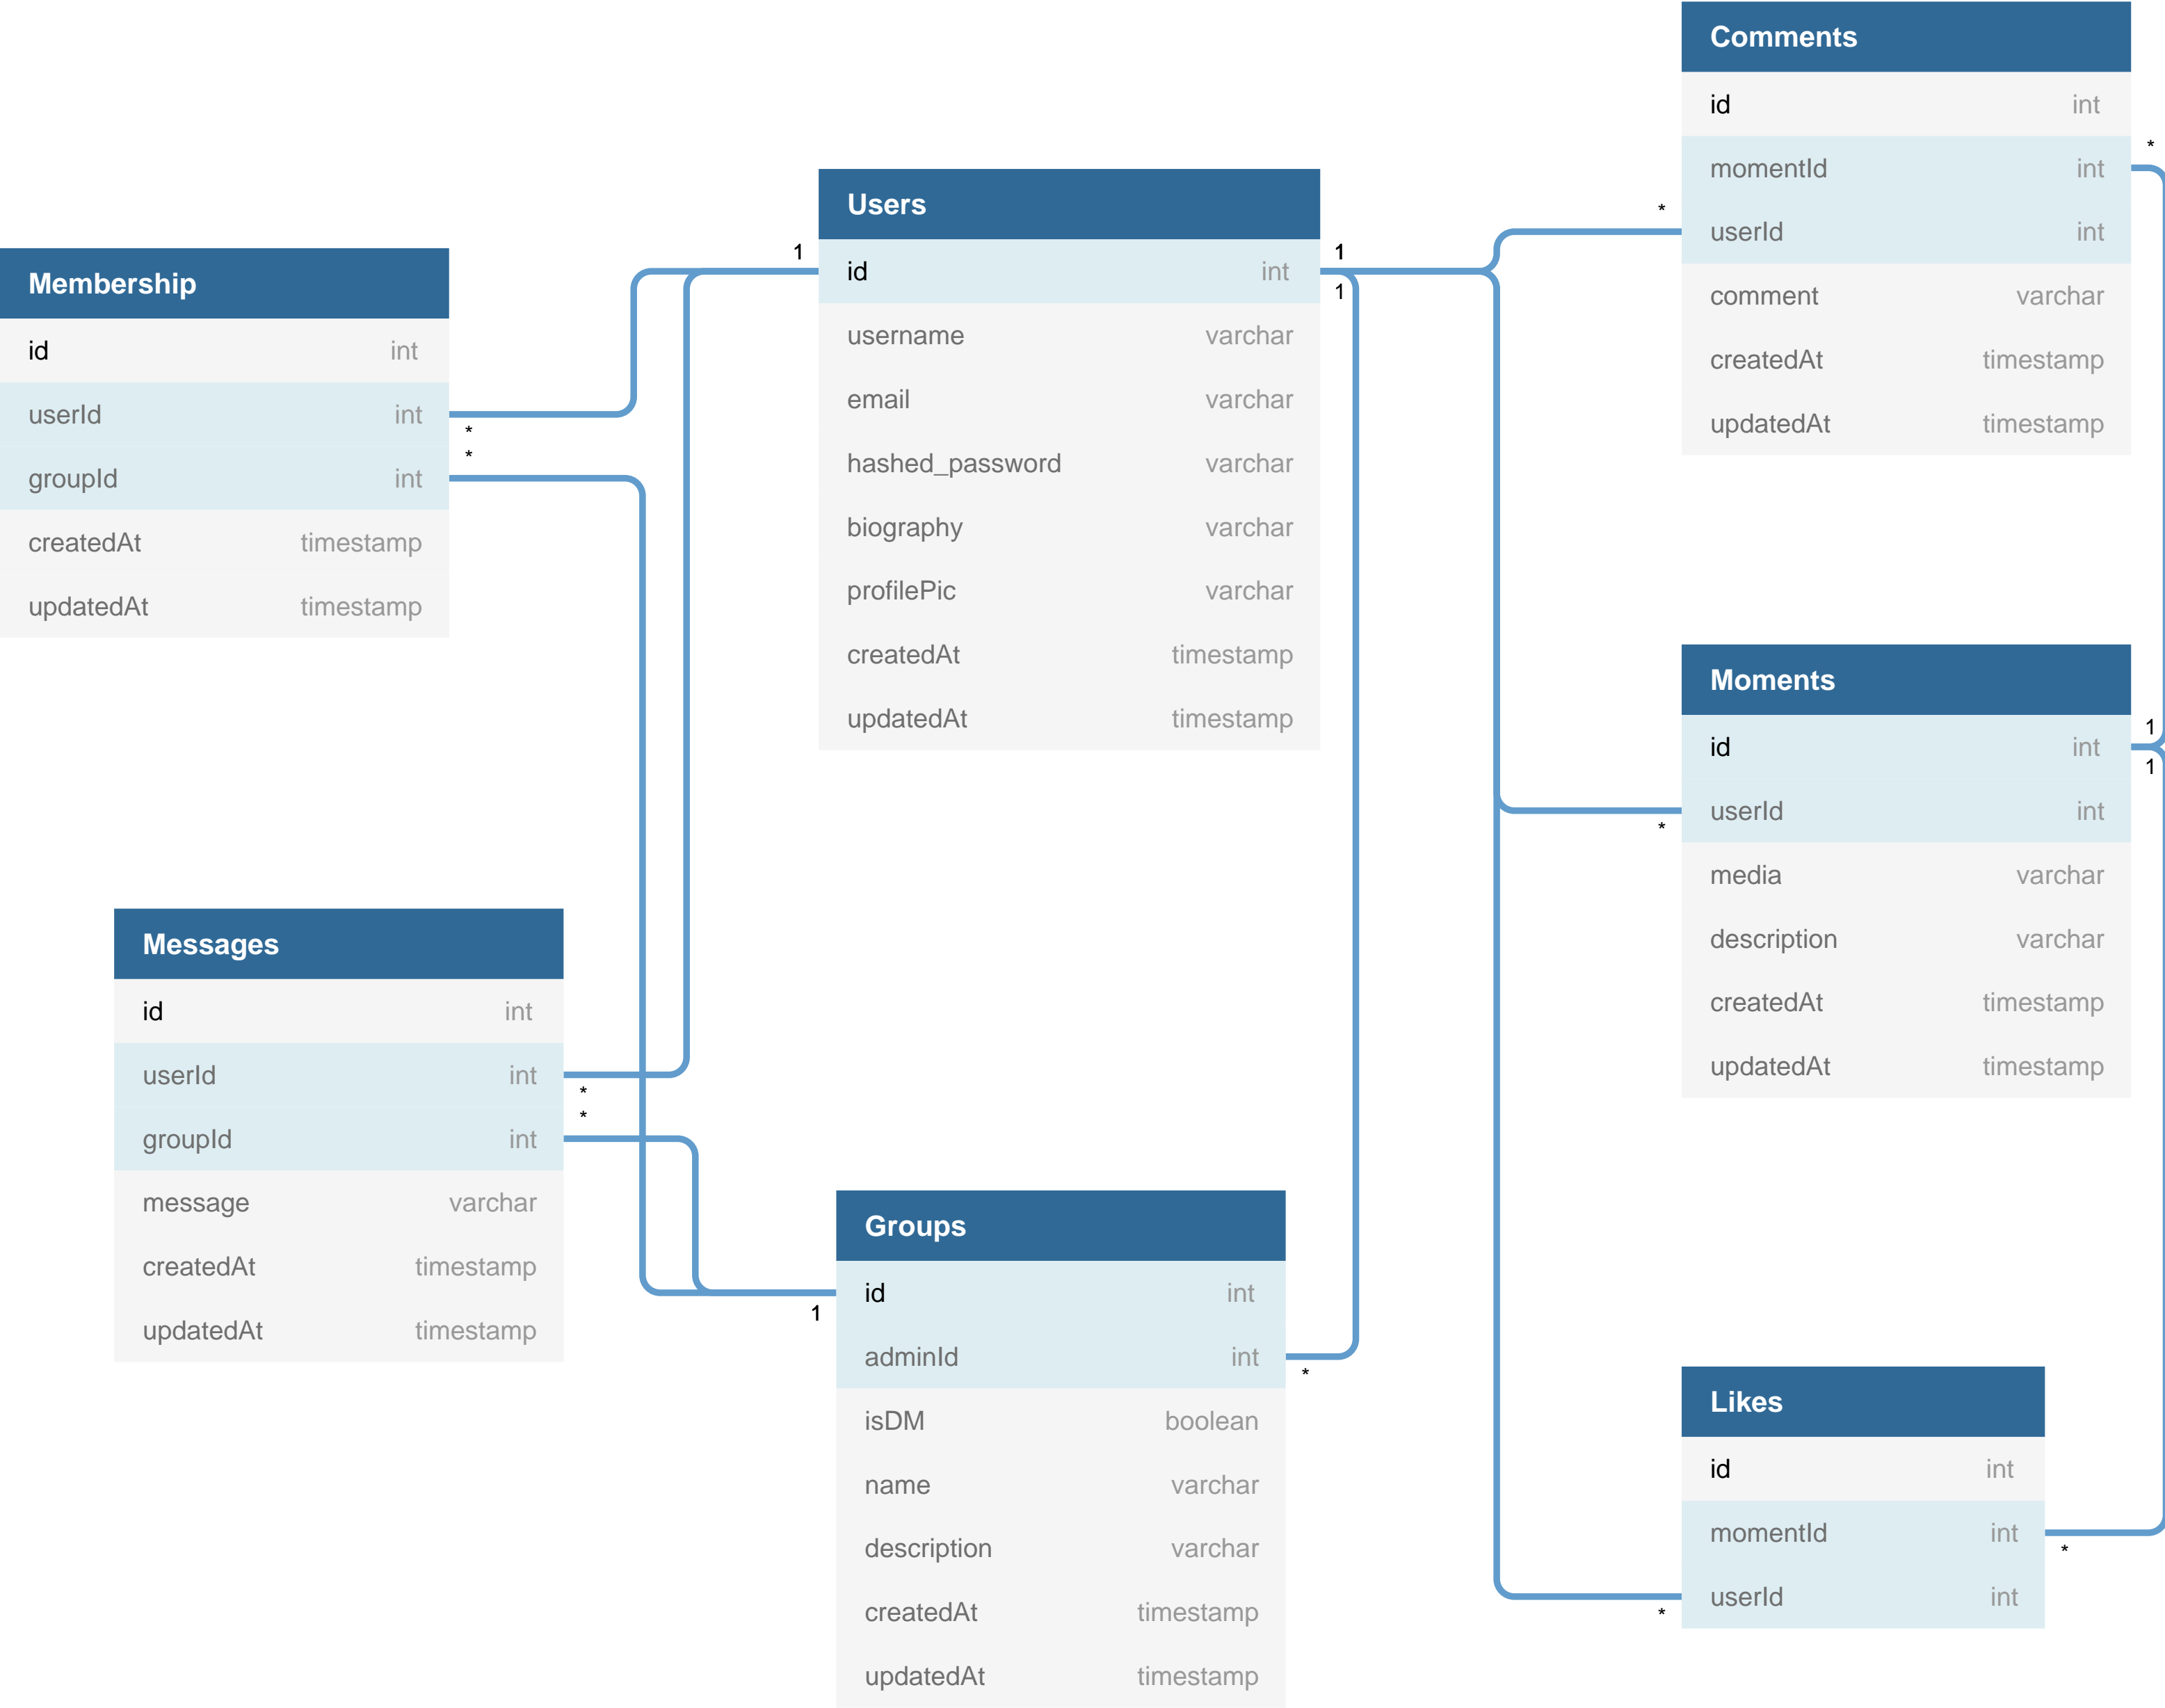 Comments
id int
momentId int
userId int
comment varchar
createdAt timestamp
updatedAt timestamp
*
*
Users
id int
username varchar
email varchar
hashed_password varchar
biography varchar
profilePic varchar
createdAt timestamp
updatedAt timestamp
1
1
1
Membership
id int
userId int
groupId int
createdAt timestamp
updatedAt timestamp
*
*
Moments
id int
userId int
media varchar
description varchar
createdAt timestamp
updatedAt timestamp
1
1
*
Messages
id int
userId int
groupId int
message varchar
createdAt timestamp
updatedAt timestamp
*
*
Groups
id int
adminId int
isDM boolean
name varchar
description varchar
createdAt timestamp
updatedAt timestamp
1
*
Likes
id int
momentId int
userId int
*
*